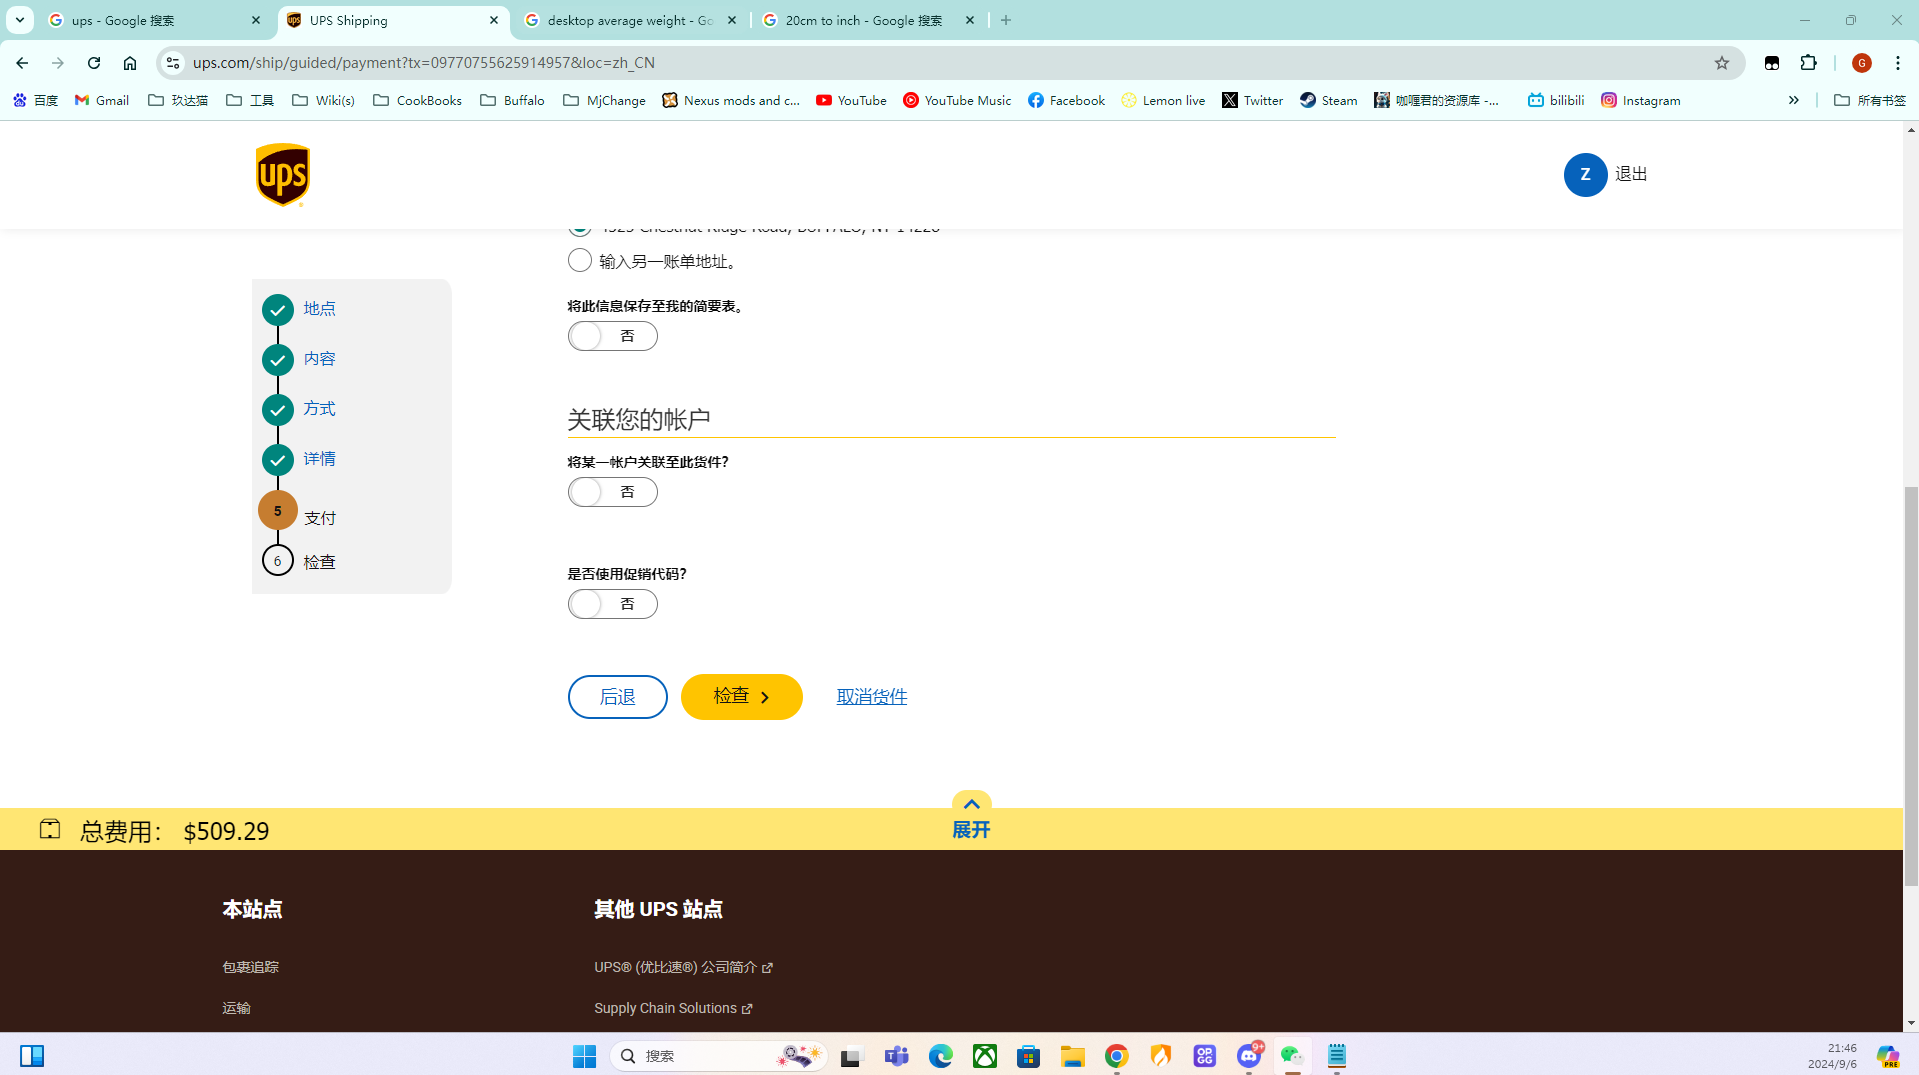 ups - Google 搜索
UPS Shipping
desktop average weight - Go
20cm to inch - Google 搜索
ups.com/ship/guided/payment?tx=09770755625914957&loc=zh_CN
G
百度
Gmail
玖达猫
工具
Wiki(s)
CookBooks
Buffalo
MjChange
Nexus mods and c...
YouTube
YouTube Music
Facebook
Lemon live
Twitter
Steam
咖喱君的资源库 -...
bilibili
Instagram
所有书签
ups
Z 退出
输入另一账单地址。
将此信息保存至我的简要表。
否
地点
内容
方式
详情
5 支付
6 检查
关联您的帐户
将某一帐户关联至此货件?
否
是否使用促销代码?
否
后退
检查
取消货件
总费用: $509.29
展开
本站点
其他 UPS 站点
包裹追踪
UPS® (优比速®) 公司简介
运输
Supply Chain Solutions
搜索
OP.GG
9+
PRE
21:46
2024/9/6